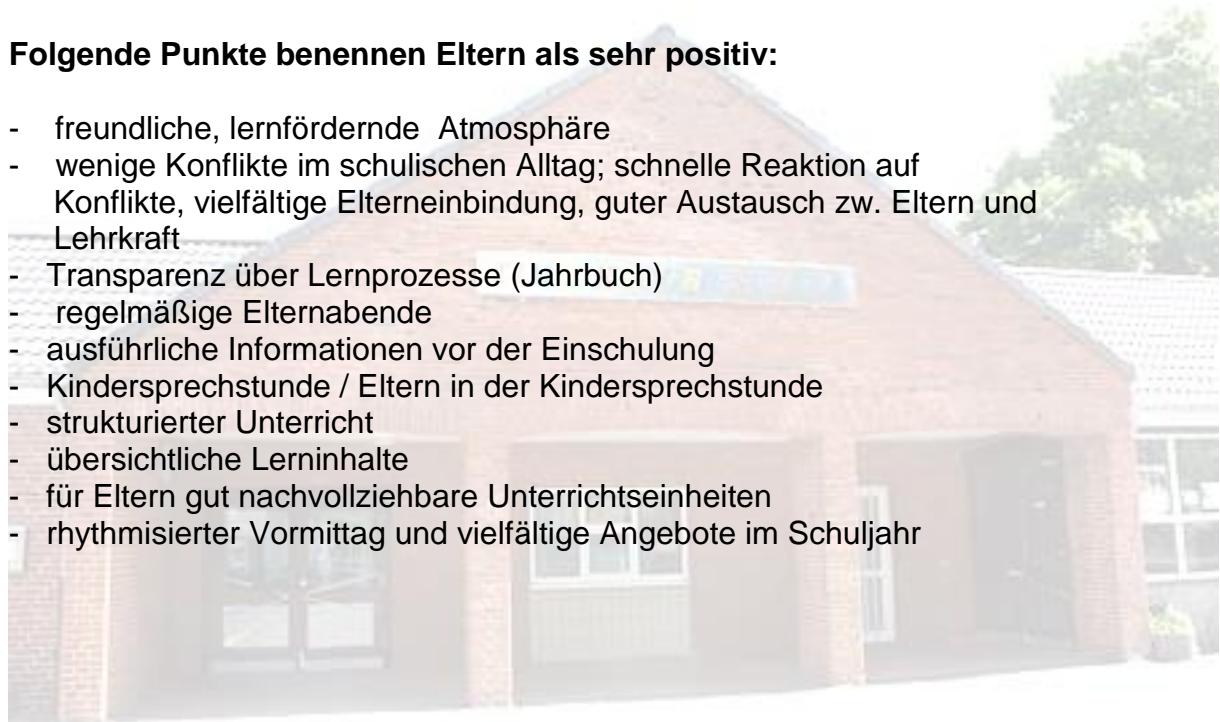 Folgende Punkte benennen Eltern als sehr positiv:
- freundliche, lernfördernde Atmosphäre
- wenige Konflikte im schulischen Alltag; schnelle Reaktion auf
Konflikte, vielfältige Elterneinbindung, guter Austausch zw. Eltern und
Lehrkraft
- Transparenz über Lernprozesse (Jahrbuch)
- regelmäßige Elternabende
- ausführliche Informationen vor der Einschulung
- Kindersprechstunde / Eltern in der Kindersprechstunde
- strukturierter Unterricht
- übersichtliche Lerninhalte
- für Eltern gut nachvollziehbare Unterrichtseinheiten
- rhythmisierter Vormittag und vielfältige Angebote im Schuljahr